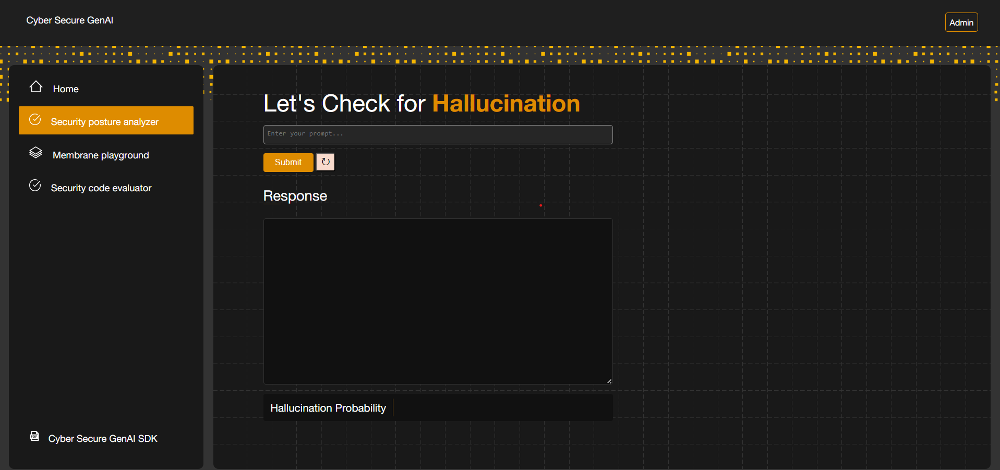 Cyber Secure GenAI
Admin
Home
Security posture analyzer
Membrane playground
Security code evaluator
Cyber Secure GenAI SDK
Let's Check for Hallucination
Enter your prompt...
Submit
Response
Hallucination Probability